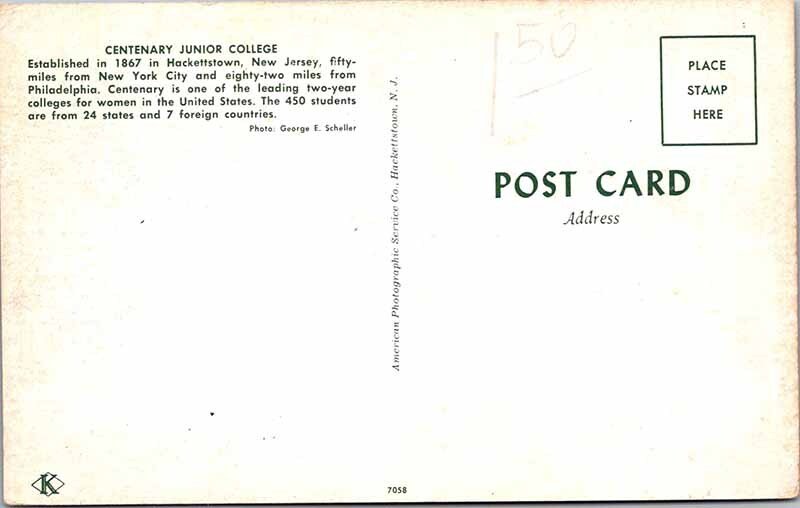 CENTENARY JUNIOR COLLEGE
Established in 1867 in Hackettstown, New Jersey, fifty-
miles from New York City and eighty-two miles from
Philadelphia. Centenary is one of the leading two-year
colleges for women in the United States. The 450 students
are from 24 states and 7 foreign countries.
Photo: George E. Scheller
American Photographic Service Co., Hackettstown, N. J.
150
PLACE
STAMP
HERE
POST CARD
Address
K
7058